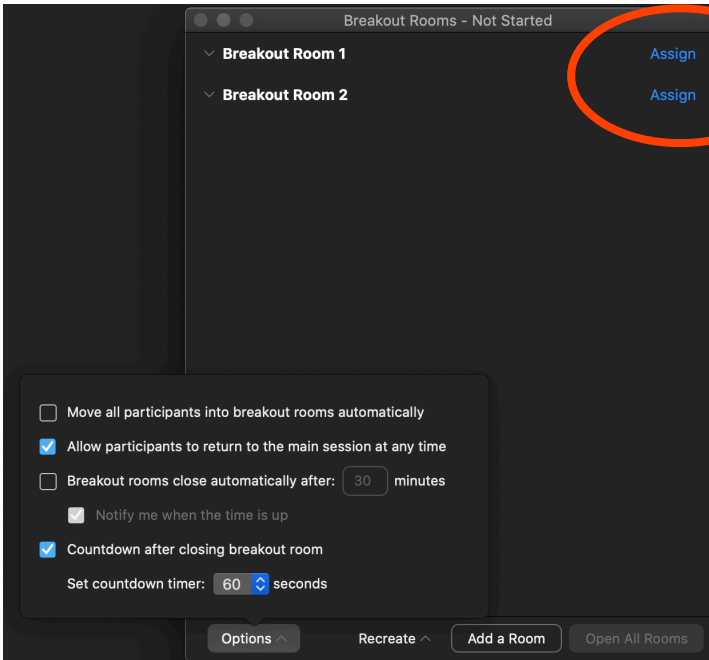 Breakout Rooms - Not Started
Breakout Room 1 Assign
Breakout Room 2 Assign
Move all participants into breakout rooms automatically
Allow participants to return to the main session at any time
Breakout rooms close automatically after: 30 minutes
Notify me when the time is up
Countdown after closing breakout room
Set countdown timer: 60 seconds
Options Recreate Add a Room Open All Rooms